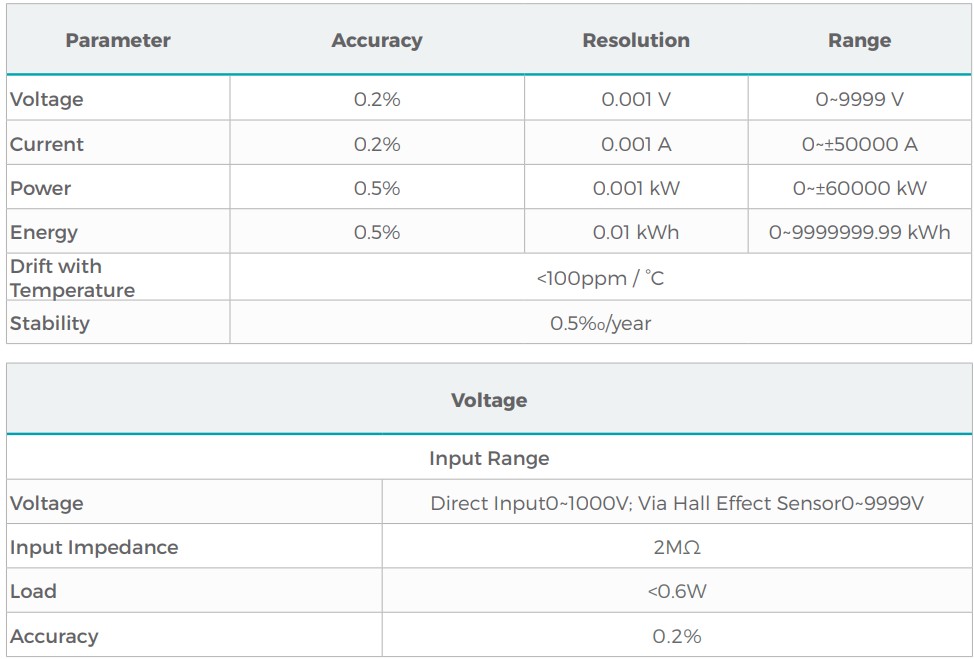 Parameter Accuracy Resolution Range
Voltage 0.2% 0.001 V 0~9999 V
Current 0.2% 0.001 A 0~±50000 A
Power 0.5% 0.001 kW 0~±60000 kW
Energy 0.5% 0.01 kWh 0~9999999.99 kWh
Drift with
Temperature <100ppm / °C
Stability 0.5‰/year
Voltage
Input Range
Voltage Direct Input0~1000V; Via Hall Effect Sensor0~9999V
Input Impedance 2MΩ
Load <0.6W
Accuracy 0.2%